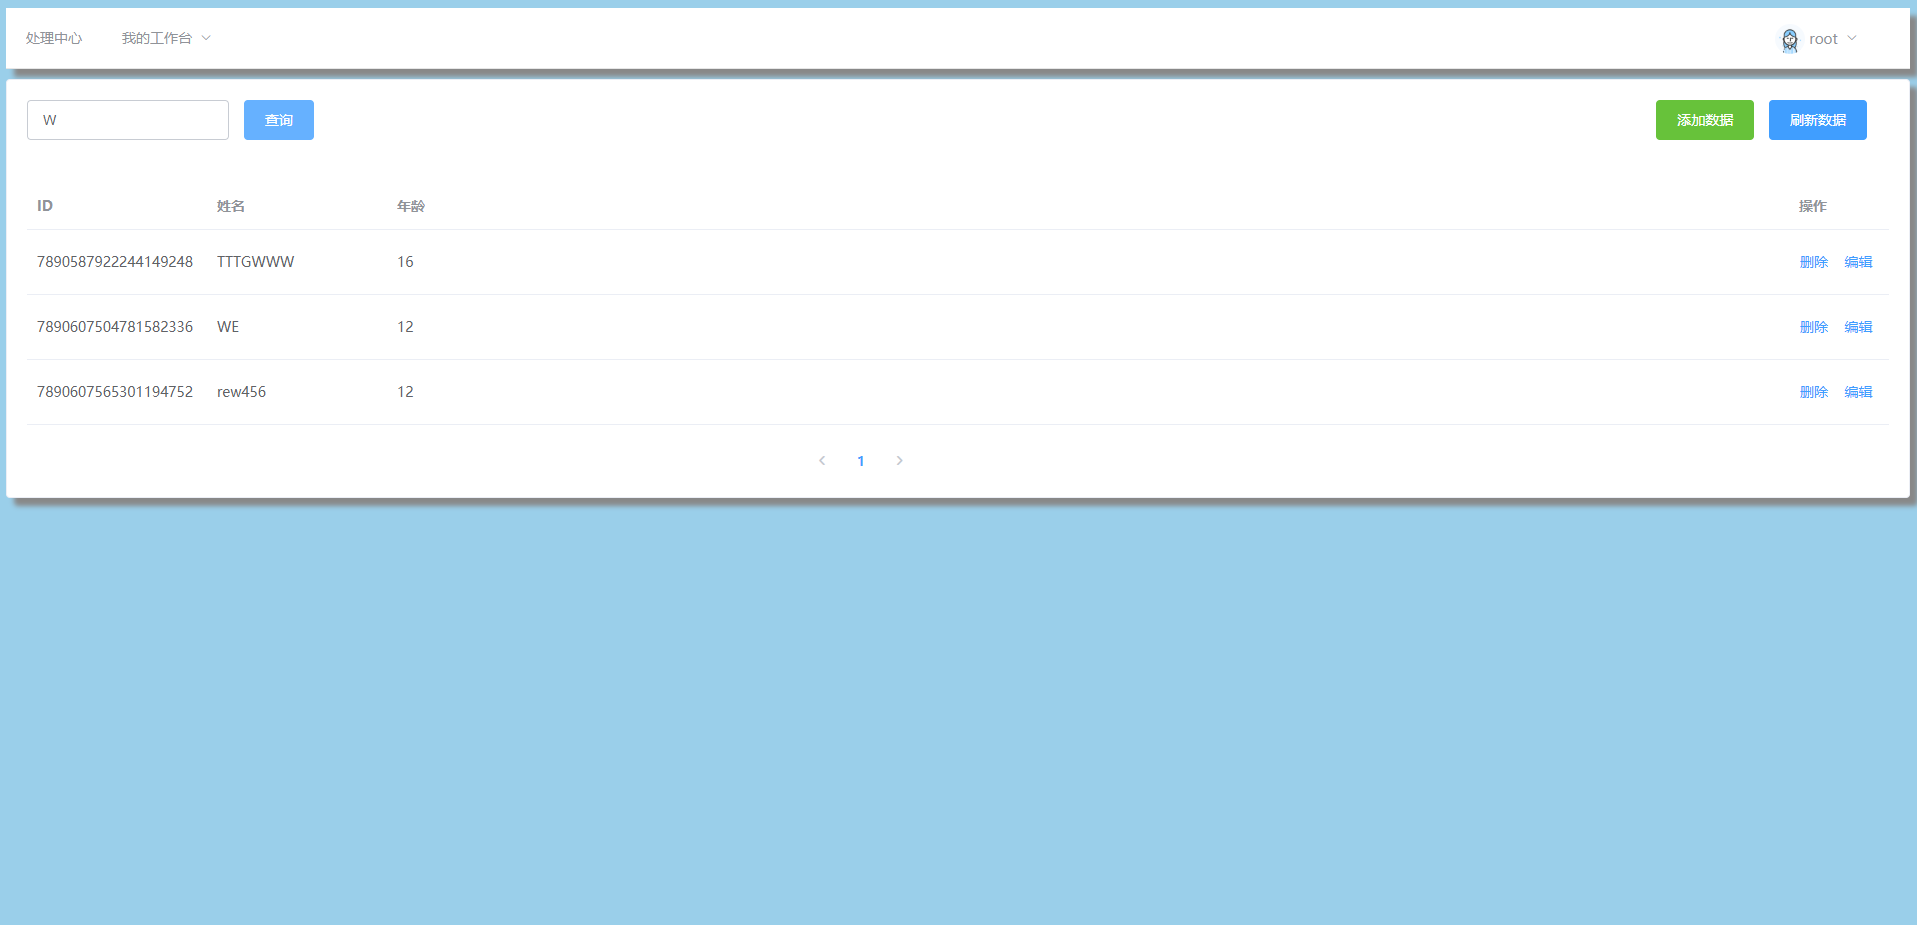 处理中心 我的工作台 root
W 查询 添加数据 刷新数据
ID 姓名 年龄 操作
7890587922244149248 TTTGWWW 16 删除 编辑
7890607504781582336 WE 12 删除 编辑
7890607565301194752 rew456 12 删除 编辑
1